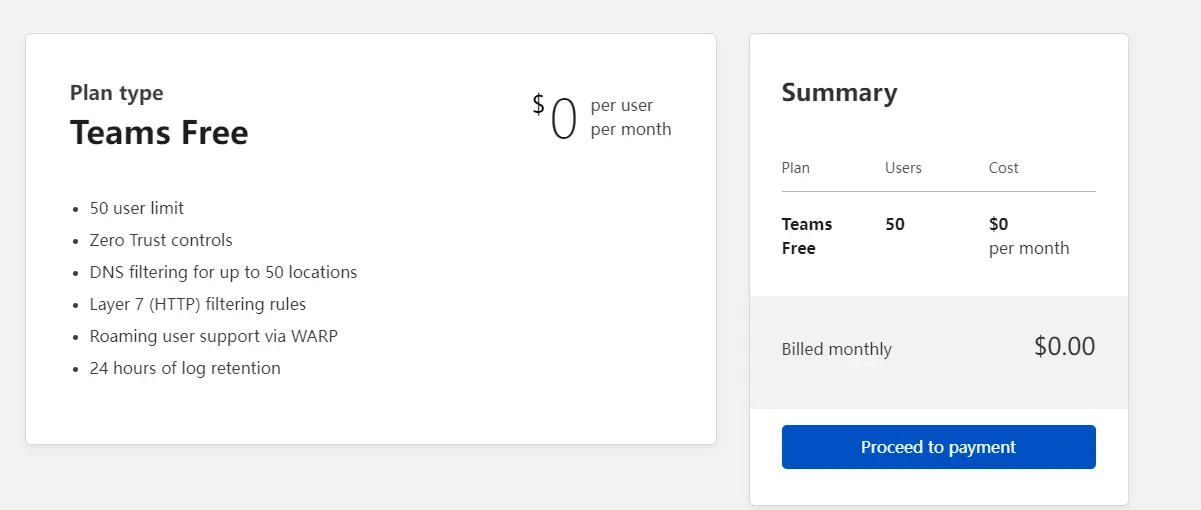 Plan type
Teams Free
$0 per user
per month
50 user limit
Zero Trust controls
DNS filtering for up to 50 locations
Layer 7 (HTTP) filtering rules
Roaming user support via WARP
24 hours of log retention
Summary
Plan Users Cost
Teams 50 $0
Free per month
Billed monthly $0.00
Proceed to payment